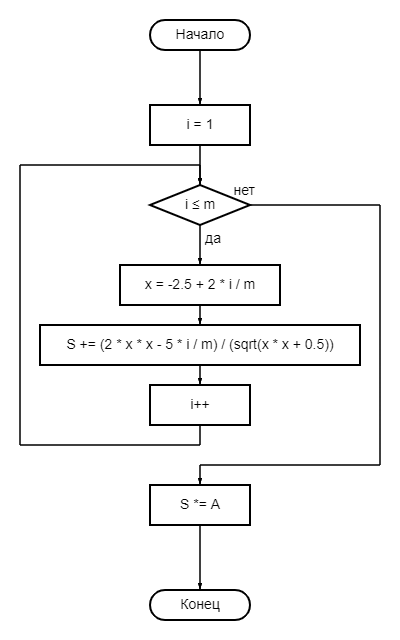 Начало
i = 1
i ≤ m
нет
да
x = -2.5 + 2 * i / m
S += (2 * x * x - 5 * i / m) / (sqrt(x * x + 0.5))
i++
S *= A
Конец